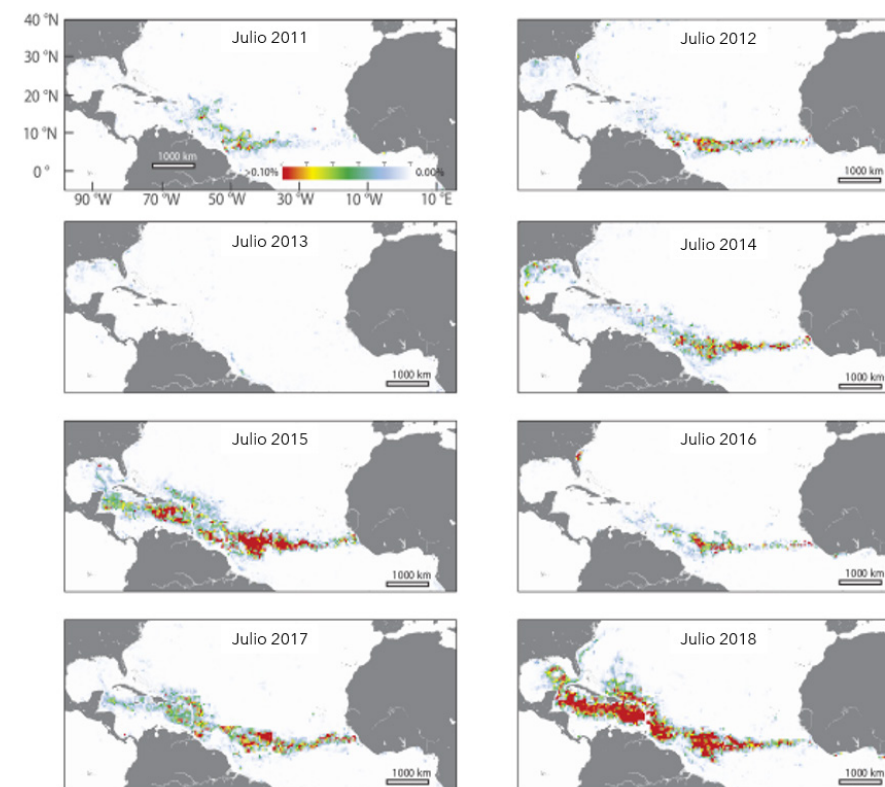 40 °N
Julio 2011
Julio 2012
30 °N
20 °N
10 °N
0 °
1000 km
>0.10%
0.00%
1000 km
90 °W
70 °W
50 °W
30 °W
10 °W
10 °E
Julio 2013
Julio 2014
1000 km
1000 km
Julio 2015
Julio 2016
1000 km
1000 km
Julio 2017
Julio 2018
1000 km
1000 km